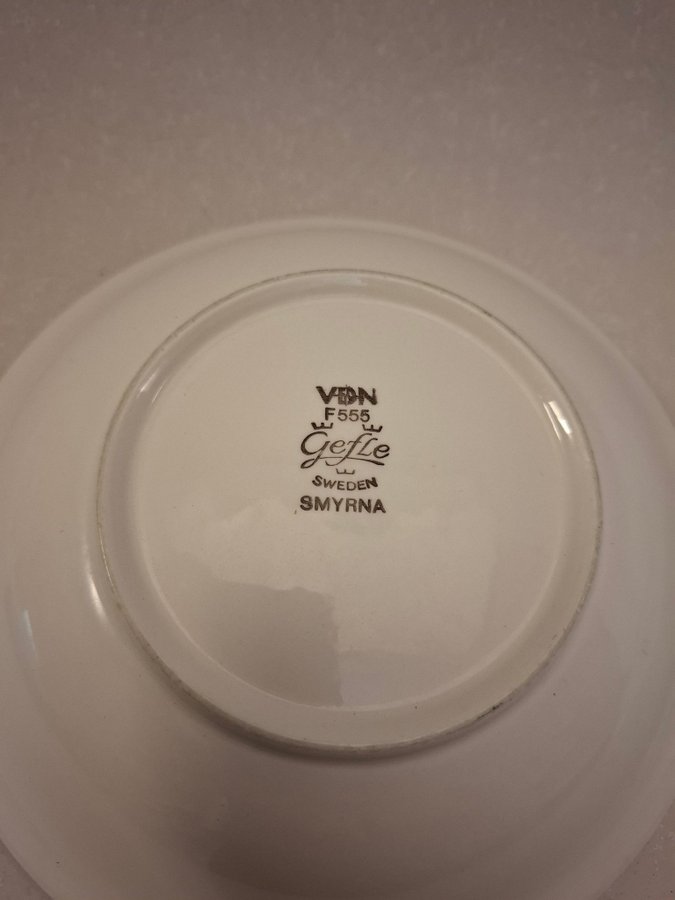 VDN
F555
Gefle
SWEDEN
SMYRNA